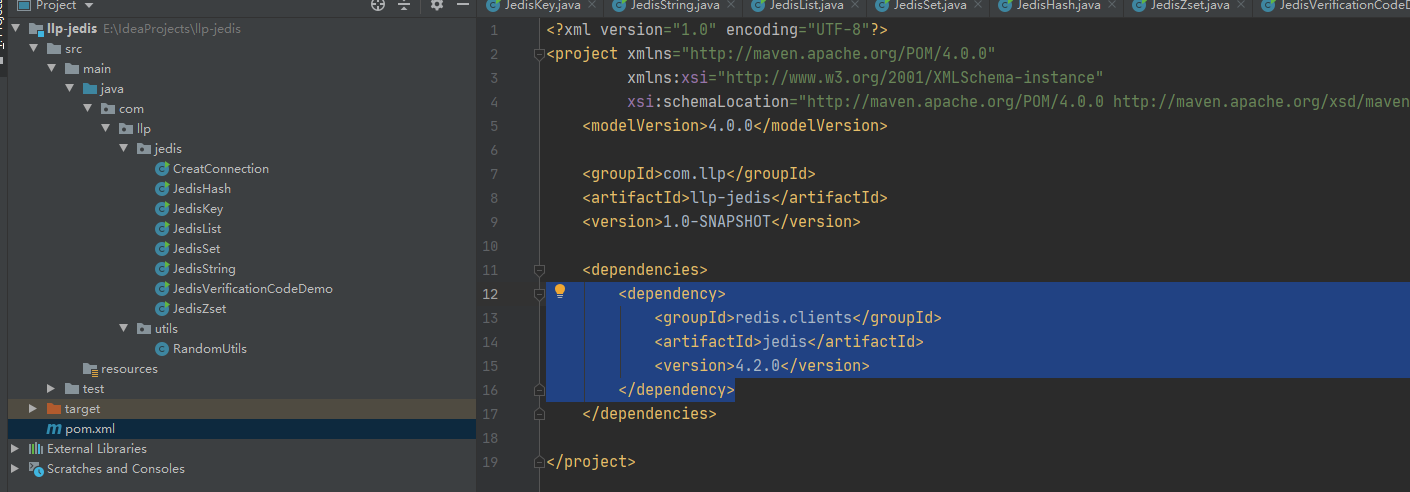 Project
llp-jedis E:\IdeaProjects\llp-jedis
src
main
java
com
llp
jedis
CreatConnection
JedisHash
JedisKey
JedisList
JedisSet
JedisString
JedisVerificationCodeDemo
JedisZset
utils
RandomUtils
resources
test
target
pom.xml
External Libraries
Scratches and Consoles
JedisKey.java JedisString.java JedisList.java JedisSet.java JedisHash.java JedisZset.java JedisVerificationCodeD
1 <?xml version="1.0" encoding="UTF-8"?>
2 <project xmlns="http://maven.apache.org/POM/4.0.0"
3 xmlns:xsi="http://www.w3.org/2001/XMLSchema-instance"
4 xsi:schemaLocation="http://maven.apache.org/POM/4.0.0 http://maven.apache.org/xsd/maven
5 <modelVersion>4.0.0</modelVersion>
6
7 <groupId>com.llp</groupId>
8 <artifactId>llp-jedis</artifactId>
9 <version>1.0-SNAPSHOT</version>
10
11 <dependencies>
12 <dependency>
13 <groupId>redis.clients</groupId>
14 <artifactId>jedis</artifactId>
15 <version>4.2.0</version>
16 </dependency>
17 </dependencies>
18
19 </project>